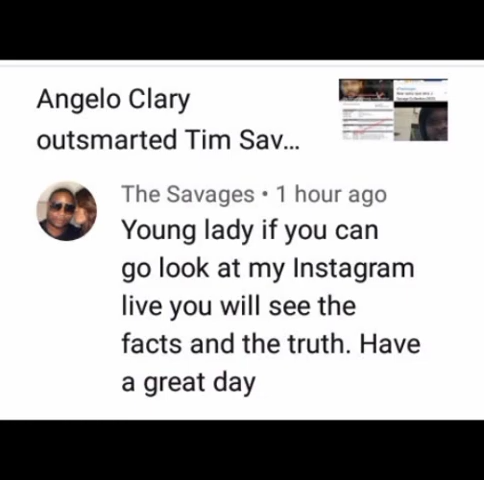 Angelo Clary
outsmarted Tim Sav...
The Savages • 1 hour ago
Young lady if you can
go look at my Instagram
live you will see the
facts and the truth. Have
a great day